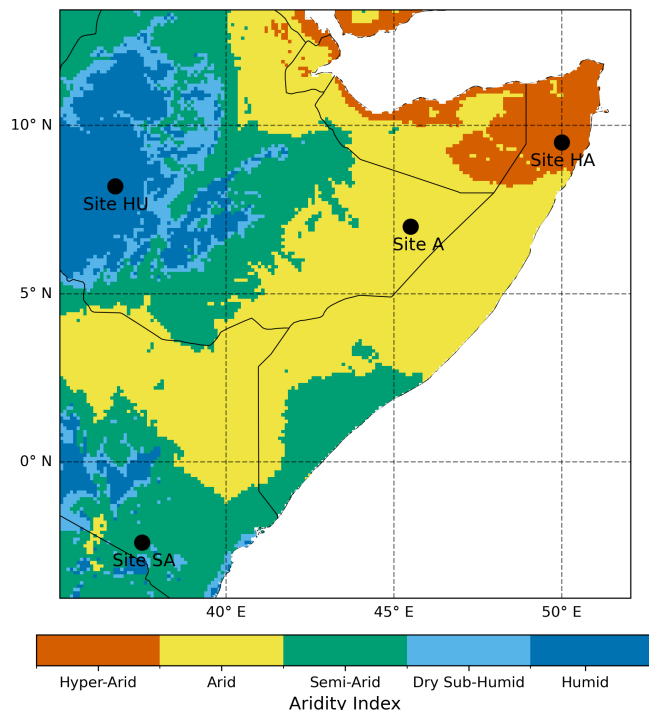 10° N
Site HA
Site HU
Site A
5° N
0° N
Site SA
40° E
45° E
50° E
Hyper-Arid
Arid
Semi-Arid
Dry Sub-Humid
Humid
Aridity Index